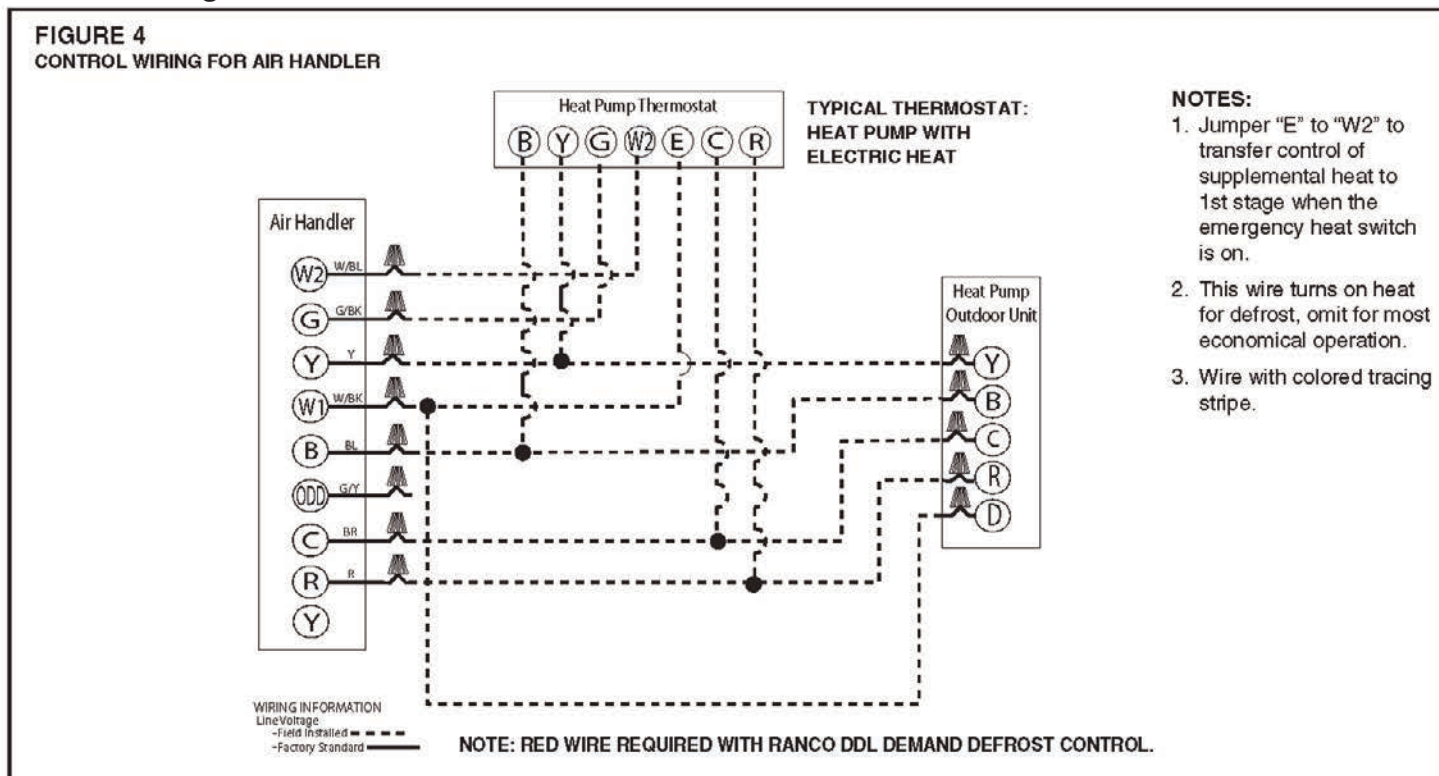 FIGURE 4
CONTROL WIRING FOR AIR HANDLER
Heat Pump Thermostat
B Y G W2 E C R
TYPICAL THERMOSTAT:
HEAT PUMP WITH
ELECTRIC HEAT
NOTES:
1. Jumper “E” to “W2” to
transfer control of
supplemental heat to
1st stage when the
emergency heat switch
is on.
2. This wire turns on heat
for defrost, omit for most
economical operation.
3. Wire with colored tracing
stripe.
Air Handler
W2 W/BL
G G/BK
Y Y
W1 W/BK
B BL
ODD G/Y
C BR
R R
Y
Heat Pump
Outdoor Unit
Y
B
C
R
D
WIRING INFORMATION
Line Voltage
-Field Installed
-Factory Standard
NOTE: RED WIRE REQUIRED WITH RANCO DDL DEMAND DEFROST CONTROL.